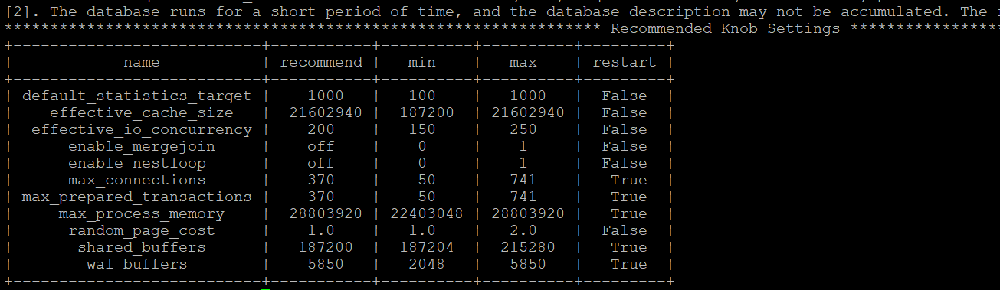 [2]. The database runs for a short period of time, and the database description may not be accumulated. The
****************************************************************** Recommended Knob Settings *****************
+---------------------------+-----------+----------+----------+---------+
|            name           | recommend |   min    |   max    | restart |
+---------------------------+-----------+----------+----------+---------+
| default_statistics_target |    1000   |   100    |   1000   |  False  |
|    effective_cache_size   |  21602940 |  187200  | 21602940 |  False  |
|  effective_io_concurrency |    200    |   150    |   250    |  False  |
|      enable_mergejoin     |    off    |    0     |    1     |  False  |
|      enable_nestloop      |    off    |    0     |    1     |  False  |
|      max_connections      |    370    |    50    |   741    |   True  |
| max_prepared_transactions |    370    |    50    |   741    |   True  |
|     max_process_memory    |  28803920 | 22403048 | 28803920 |   True  |
|      random_page_cost     |    1.0    |   1.0    |   2.0    |  False  |
|       shared_buffers      |   187200  |  187204  |  215280  |   True  |
|        wal_buffers        |    5850   |   2048   |   5850   |   True  |
+---------------------------+-----------+----------+----------+---------+